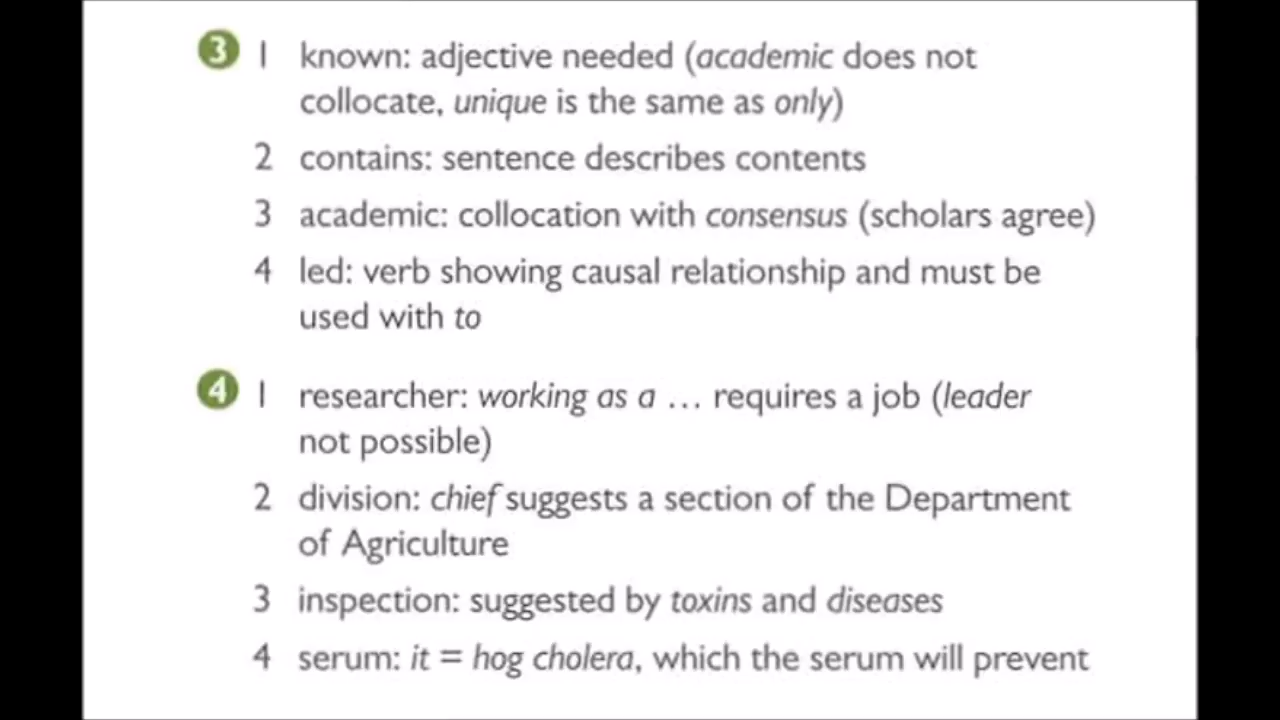 3 1 known: adjective needed (academic does not
collocate, unique is the same as only)
2 contains: sentence describes contents
3 academic: collocation with consensus (scholars agree)
4 led: verb showing causal relationship and must be
used with to
4 1 researcher: working as a … requires a job (leader
not possible)
2 division: chief suggests a section of the Department
of Agriculture
3 inspection: suggested by toxins and diseases
4 serum: it = hog cholera, which the serum will prevent